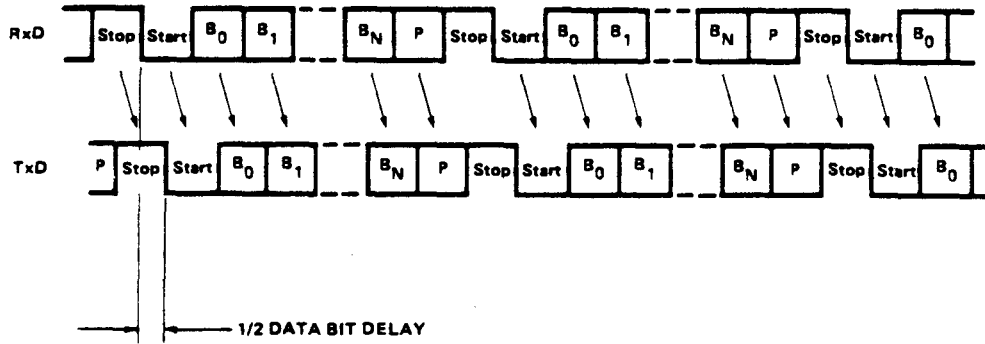 RxD Stop Start B0 B1 BN P Stop Start B0 B1 BN P Stop Start B0
TxD P Stop Start B0 B1 BN P Stop Start B0 B1 BN P Stop Start B0
1/2 DATA BIT DELAY